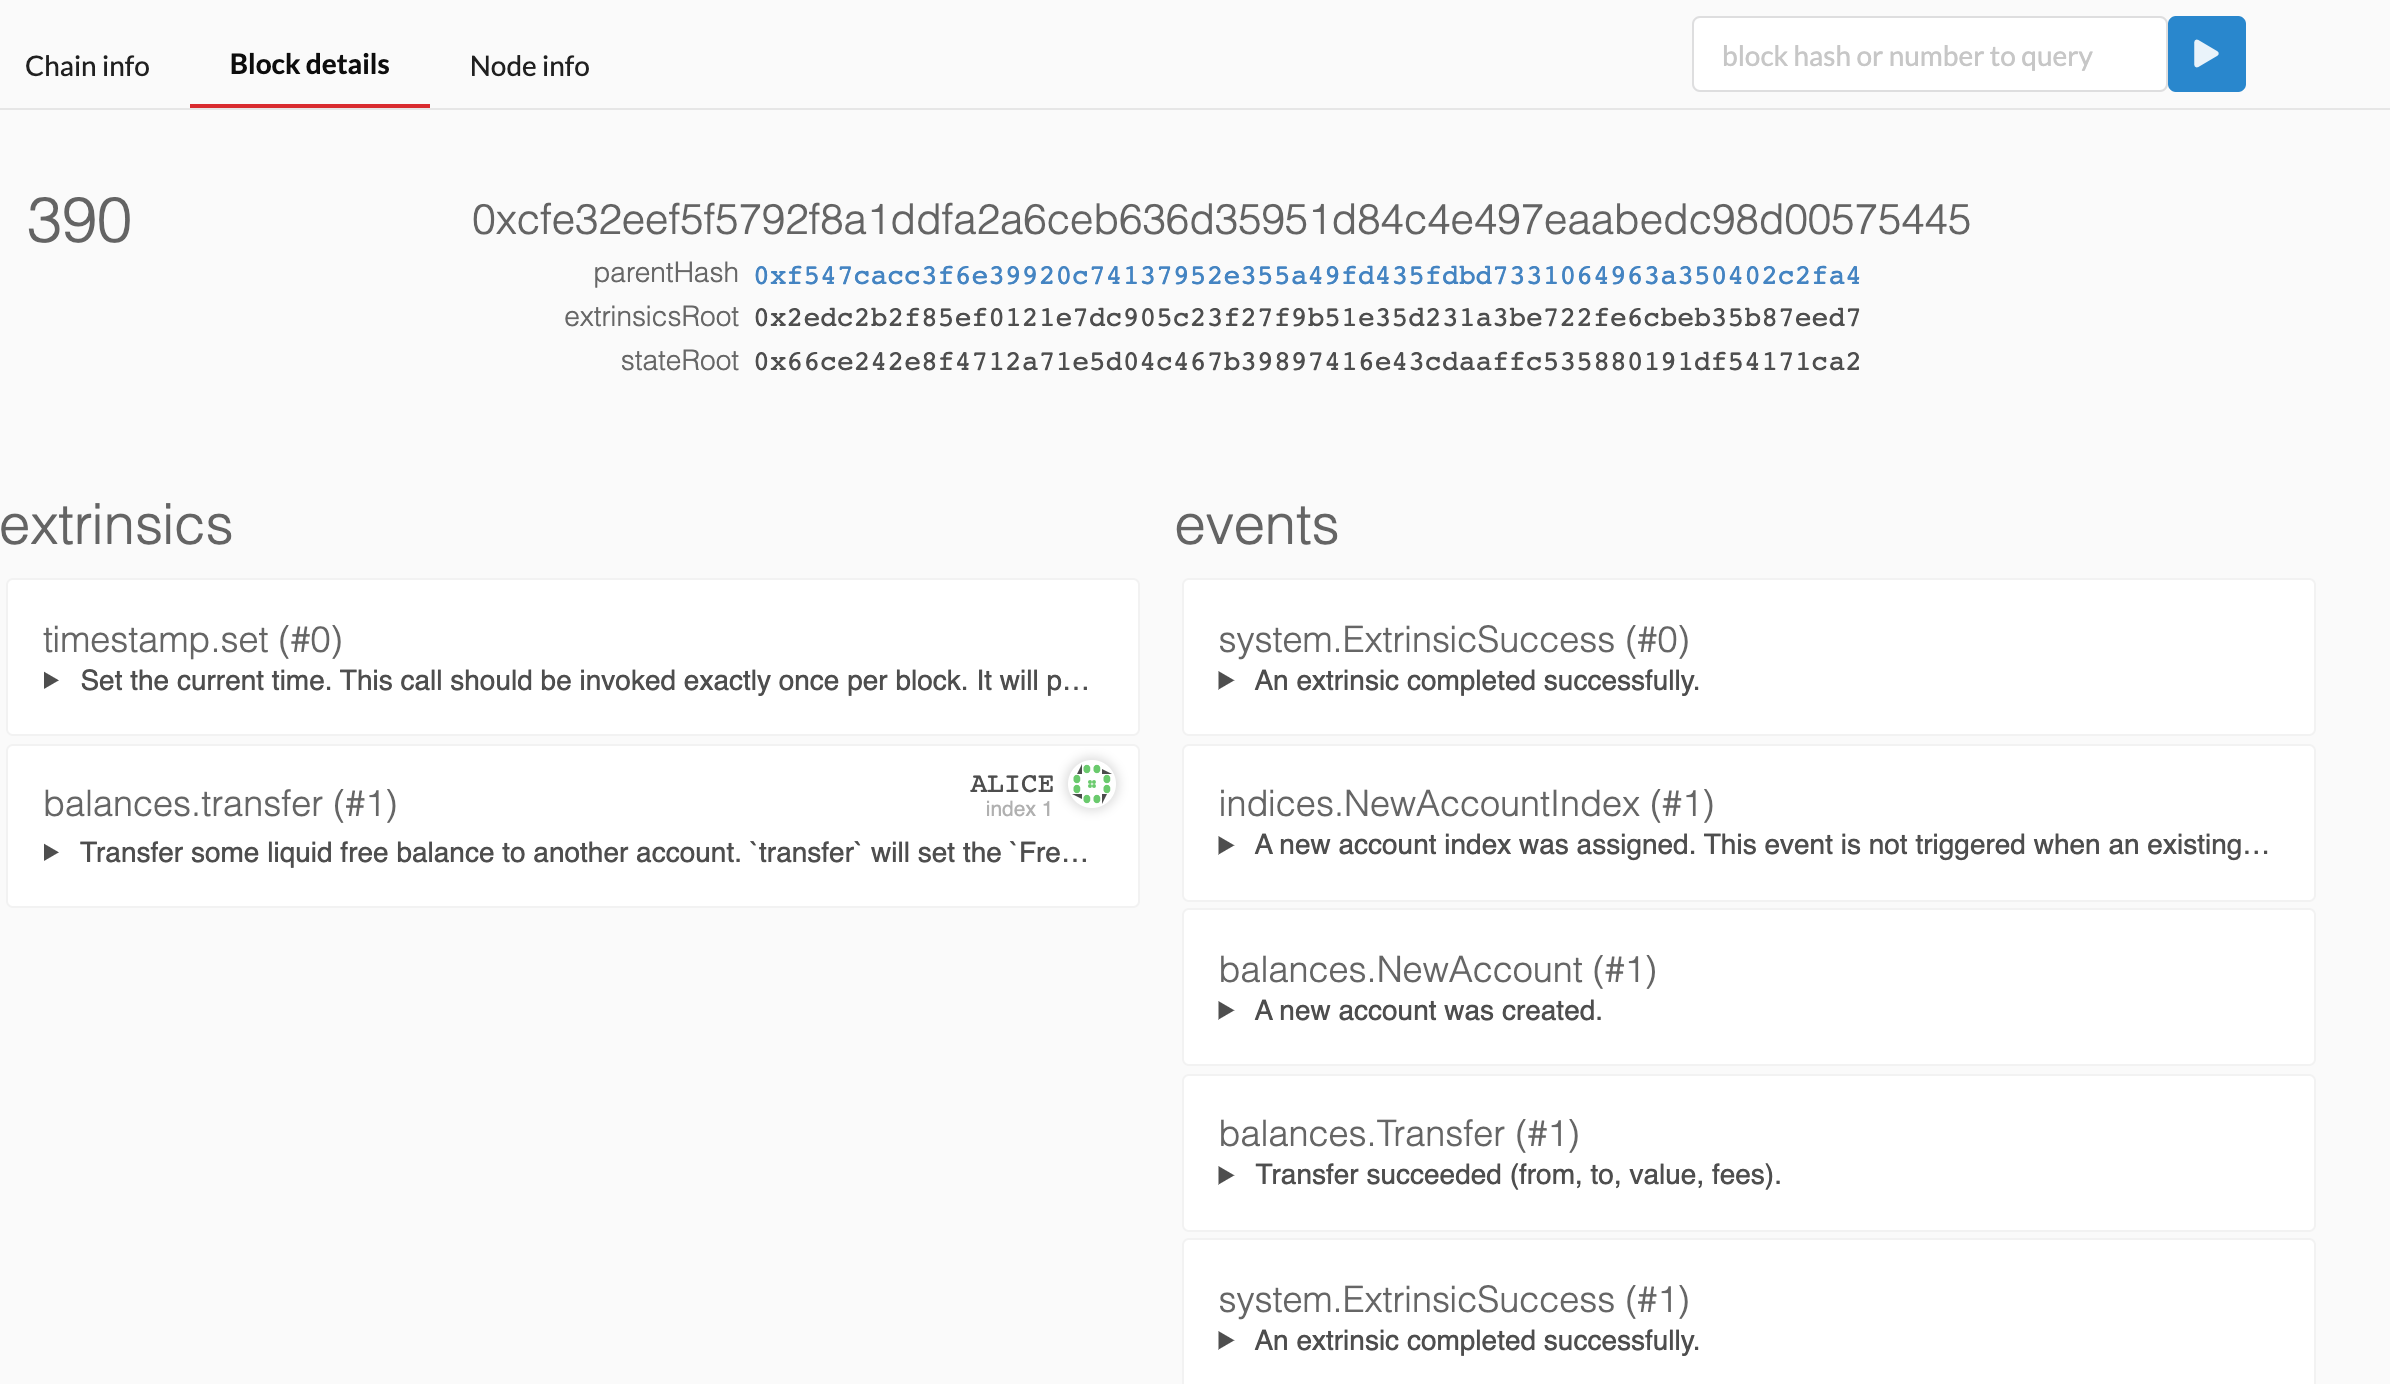 Chain info
Block details
Node info
block hash or number to query
390
0xcfe32eef5f5792f8a1ddfa2a6ceb636d35951d84c4e497eaabedc98d00575445
parentHash 0xf547cacc3f6e39920c74137952e355a49fd435fdbd7331064963a350402c2fa4
extrinsicsRoot 0x2edc2b2f85ef0121e7dc905c23f27f9b51e35d231a3be722fe6cbeb35b87eed7
stateRoot 0x66ce242e8f4712a71e5d04c467b39897416e43cdaaffc535880191df54171ca2
extrinsics
timestamp.set (#0)
Set the current time. This call should be invoked exactly once per block. It will p…
balances.transfer (#1)
ALICE
index 1
Transfer some liquid free balance to another account. `transfer` will set the `Fre…
events
system.ExtrinsicSuccess (#0)
An extrinsic completed successfully.
indices.NewAccountIndex (#1)
A new account index was assigned. This event is not triggered when an existing…
balances.NewAccount (#1)
A new account was created.
balances.Transfer (#1)
Transfer succeeded (from, to, value, fees).
system.ExtrinsicSuccess (#1)
An extrinsic completed successfully.